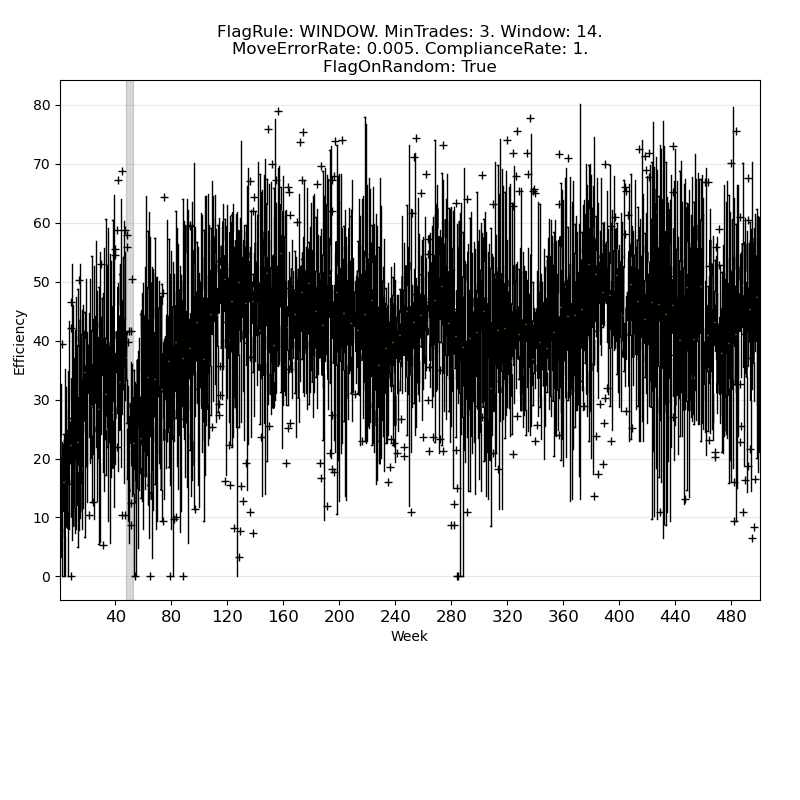 FlagRule: WINDOW. MinTrades: 3. Window: 14.
MoveErrorRate: 0.005. ComplianceRate: 1.
FlagOnRandom: True
80
70
60
50
40
30
20
10
0
Efficiency
40 80 120 160 200 240 280 320 360 400 440 480
Week